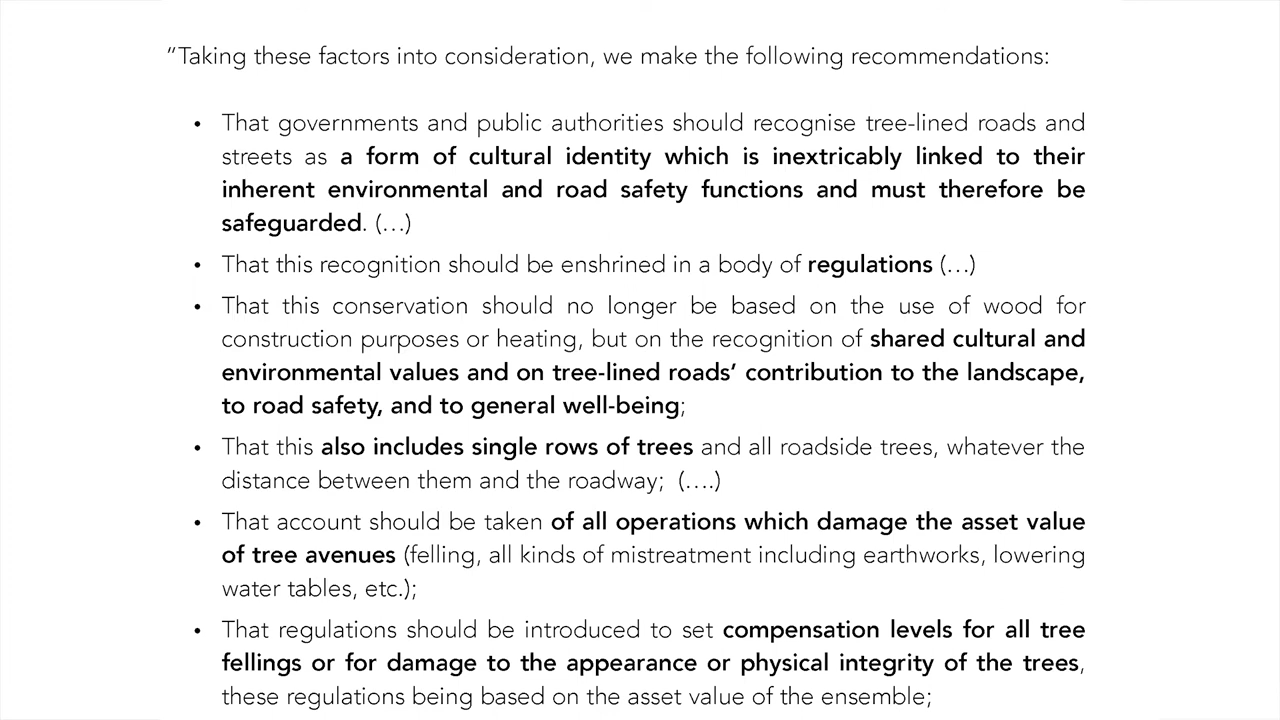 “Taking these factors into consideration, we make the following recommendations:
• That governments and public authorities should recognise tree-lined roads and
streets as a form of cultural identity which is inextricably linked to their
inherent environmental and road safety functions and must therefore be
safeguarded. (…)
• That this recognition should be enshrined in a body of regulations (…)
• That this conservation should no longer be based on the use of wood for
construction purposes or heating, but on the recognition of shared cultural and
environmental values and on tree-lined roads’ contribution to the landscape,
to road safety, and to general well-being;
• That this also includes single rows of trees and all roadside trees, whatever the
distance between them and the roadway; (….)
• That account should be taken of all operations which damage the asset value
of tree avenues (felling, all kinds of mistreatment including earthworks, lowering
water tables, etc.);
• That regulations should be introduced to set compensation levels for all tree
fellings or for damage to the appearance or physical integrity of the trees,
these regulations being based on the asset value of the ensemble;